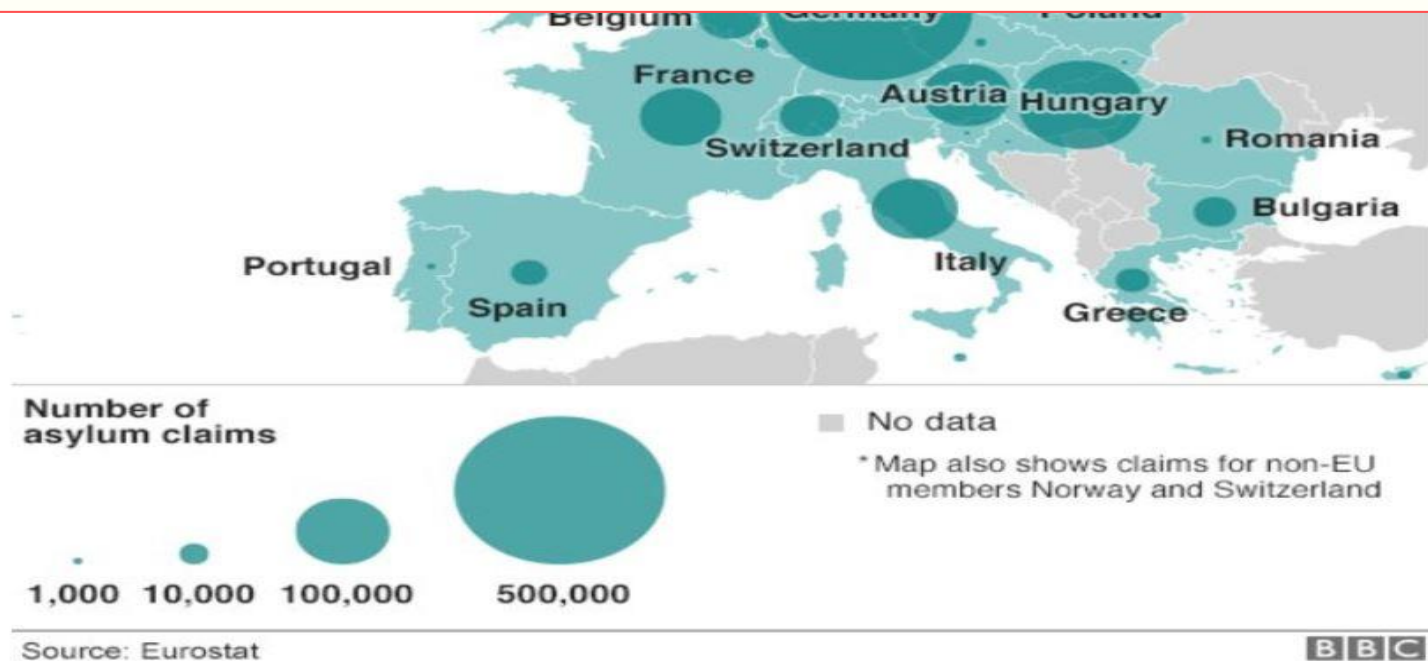 Belgium
Germany
Poland
France
Austria
Hungary
Switzerland
Romania
Bulgaria
Portugal
Italy
Spain
Greece
Number of
asylum claims
1,000
10,000
100,000
500,000
No data
*Map also shows claims for non-EU
members Norway and Switzerland
Source: Eurostat
BBC